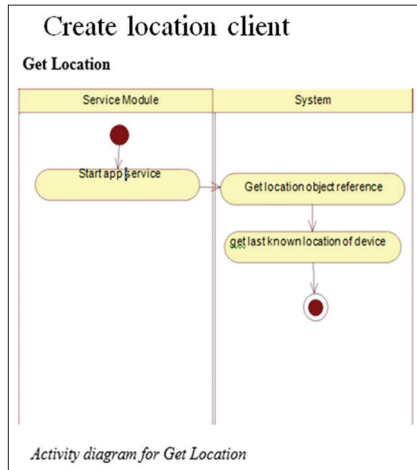 Create location client
Get Location
Service Module
System
Start app service
Get location object reference
get last known location of device
Activity diagram for Get Location